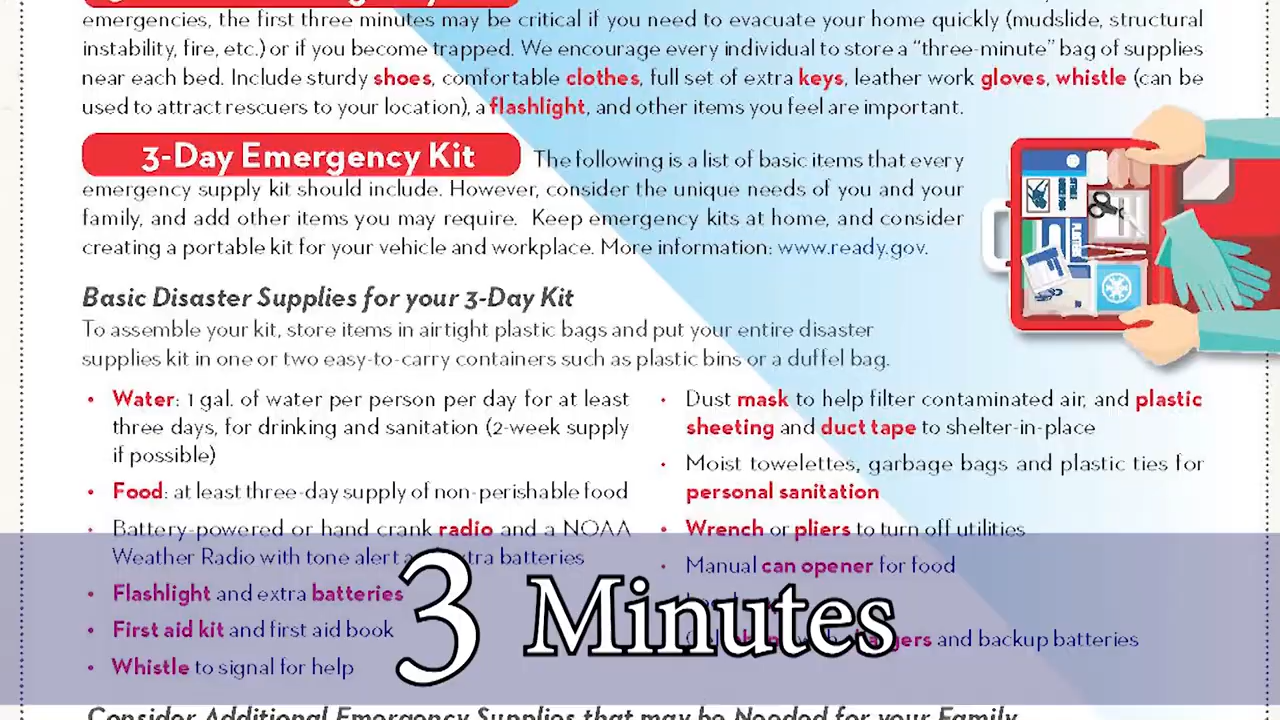 emergencies, the first three minutes may be critical if you need to evacuate your home quickly (mudslide, structural
instability, fire, etc.) or if you become trapped. We encourage every individual to store a “three-minute” bag of supplies
near each bed. Include sturdy shoes, comfortable clothes, full set of extra keys, leather work gloves, whistle (can be
used to attract rescuers to your location), a flashlight, and other items you feel are important.
3-Day Emergency Kit The following is a list of basic items that every
emergency supply kit should include. However, consider the unique needs of you and your
family, and add other items you may require. Keep emergency kits at home, and consider
creating a portable kit for your vehicle and workplace. More information: www.ready.gov.
Basic Disaster Supplies for your 3-Day Kit
To assemble your kit, store items in airtight plastic bags and put your entire disaster
supplies kit in one or two easy-to-carry containers such as plastic bins or a duffel bag.
• Water: 1 gal. of water per person per day for at least
three days, for drinking and sanitation (2-week supply
if possible)
• Food: at least three-day supply of non-perishable food
• Battery-powered or hand crank radio and a NOAA
Weather Radio with tone alert extra batteries
• Flashlight and extra batteries
• First aid kit and first aid book
• Whistle to signal for help
• Dust mask to help filter contaminated air, and plastic
sheeting and duct tape to shelter-in-place
• Moist towelettes, garbage bags and plastic ties for
personal sanitation
• Wrench or pliers to turn off utilities
• Manual can opener for food
and backup batteries
3 Minutes
Consider Additional Emergency Supplies that may be Needed for your Family